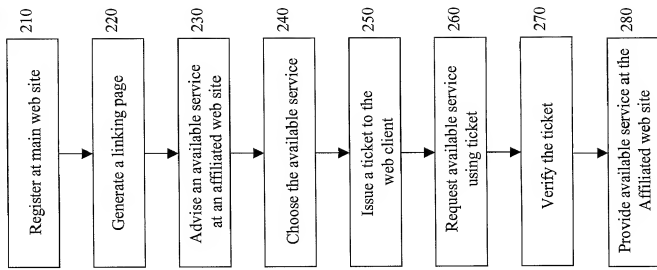 210
Register at main web site
220
Generate a linking page
230
Advise an available service
at an affiliated web site
240
Choose the available service
250
Issue a ticket to the
web client
260
Request available service
using ticket
270
Verify the ticket
280
Provide available service at the
Affiliated web site